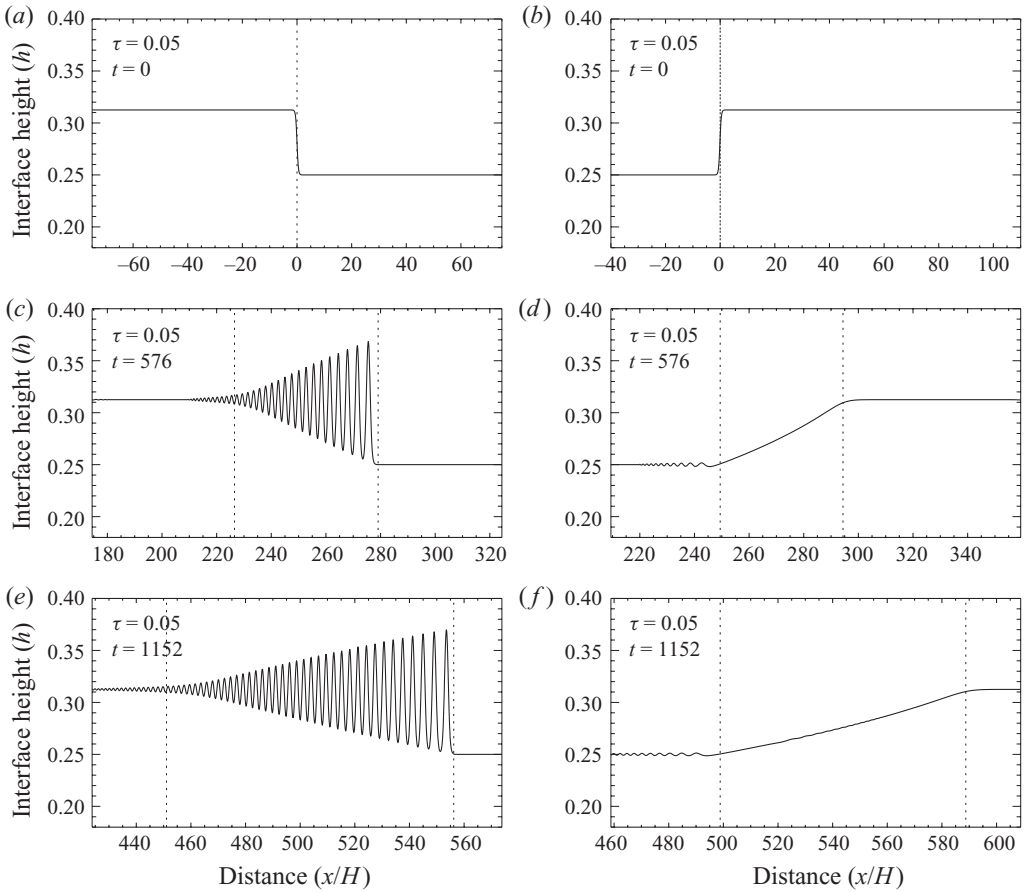 (a)
(b)
0.40
0.35
0.30
0.25
0.20
Interface height (h)
τ = 0.05
t = 0
–60 –40 –20 0 20 40 60
0.40
0.35
0.30
0.25
0.20
τ = 0.05
t = 0
–40 –20 0 20 40 60 80 100
(c)
(d)
0.40
0.35
0.30
0.25
0.20
Interface height (h)
τ = 0.05
t = 576
180 200 220 240 260 280 300 320
0.40
0.35
0.30
0.25
0.20
τ = 0.05
t = 576
220 240 260 280 300 320 340
(e)
(f)
0.40
0.35
0.30
0.25
0.20
Interface height (h)
τ = 0.05
t = 1152
440 460 480 500 520 540 560
Distance (x/H)
0.40
0.35
0.30
0.25
0.20
τ = 0.05
t = 1152
460 480 500 520 540 560 580 600
Distance (x/H)